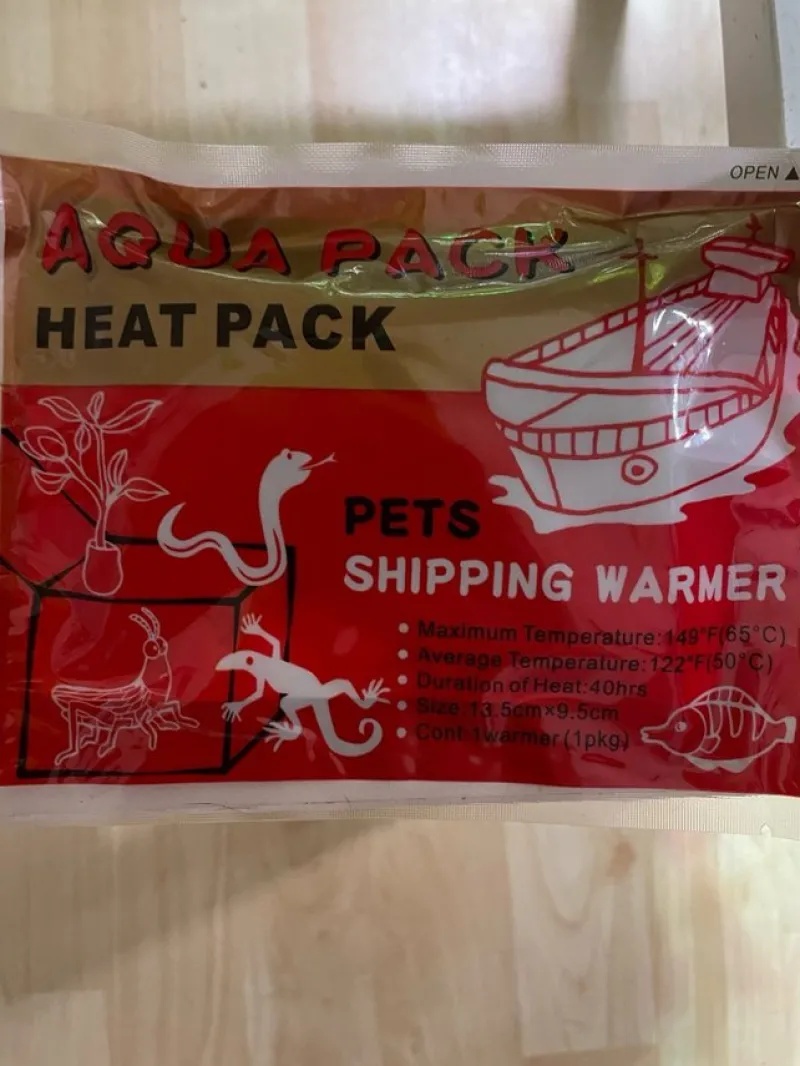 OPEN ▲
AQUA PACK
HEAT PACK
PETS
SHIPPING WARMER
• Maximum Temperature:149°F(65°C)
• Average Temperature:122°F(50°C)
• Duration of Heat:40hrs
• Size:13.5cm×9.5cm
• Cont:1warmer(1pkg)